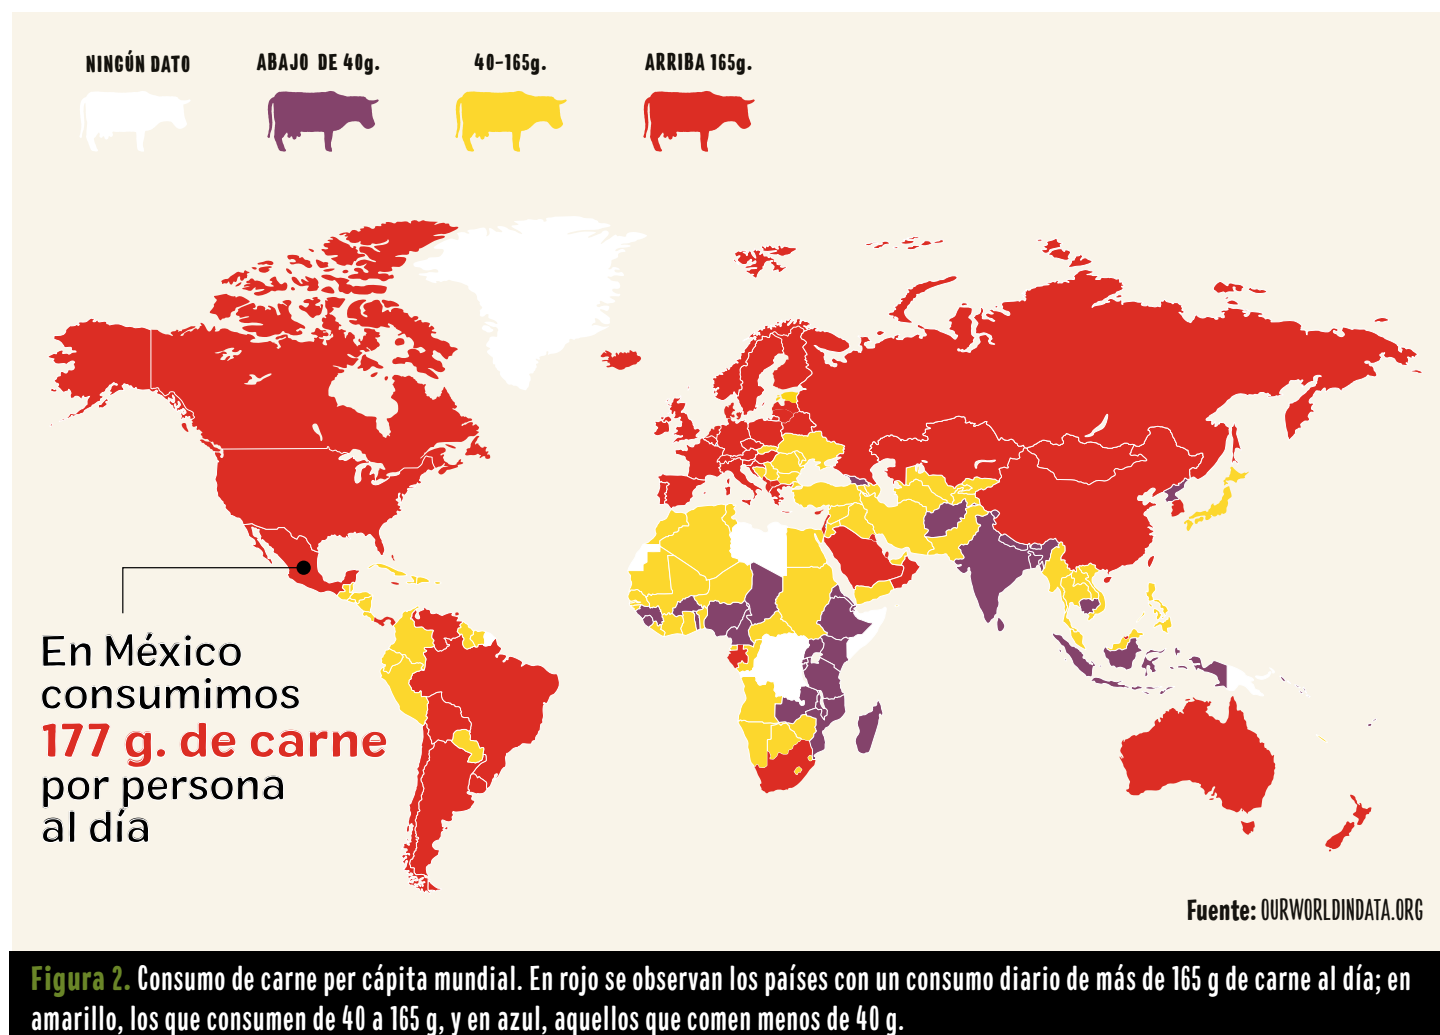 NINGÚN DATO
ABAJO DE 40g.
40-165g.
ARRIBA 165g.
En México
consumimos
177 g. de carne
por persona
al día
Fuente: OURWORLDINDATA.ORG
Figura 2. Consumo de carne per cápita mundial. En rojo se observan los países con un consumo diario de más de 165 g de carne al día; en
amarillo, los que consumen de 40 a 165 g, y en azul, aquellos que comen menos de 40 g.